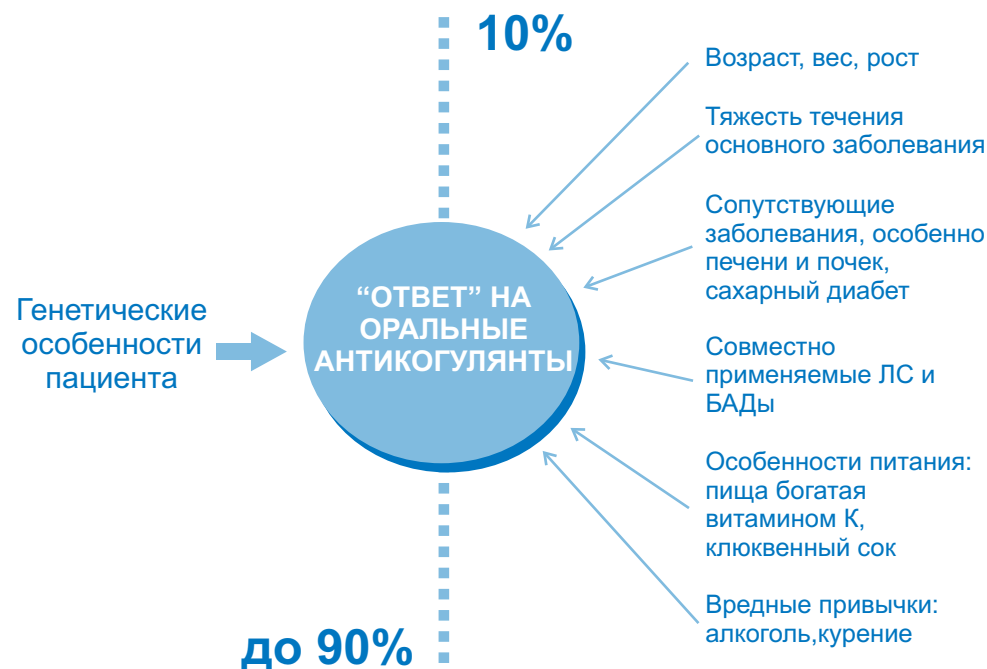 10%
Возраст, вес, рост
Тяжесть течения
основного заболевания
Сопутствующие
заболевания, особенно
печени и почек,
сахарный диабет
“ОТВЕТ” НА
ОРАЛЬНЫЕ
АНТИКОГУЛЯНТЫ
Генетические
особенности
пациента
Совместно
применяемые ЛС и
БАДы
Особенности питания:
пища богатая
витамином К,
клюквенный сок
Вредные привычки:
алкоголь,курение
до 90%